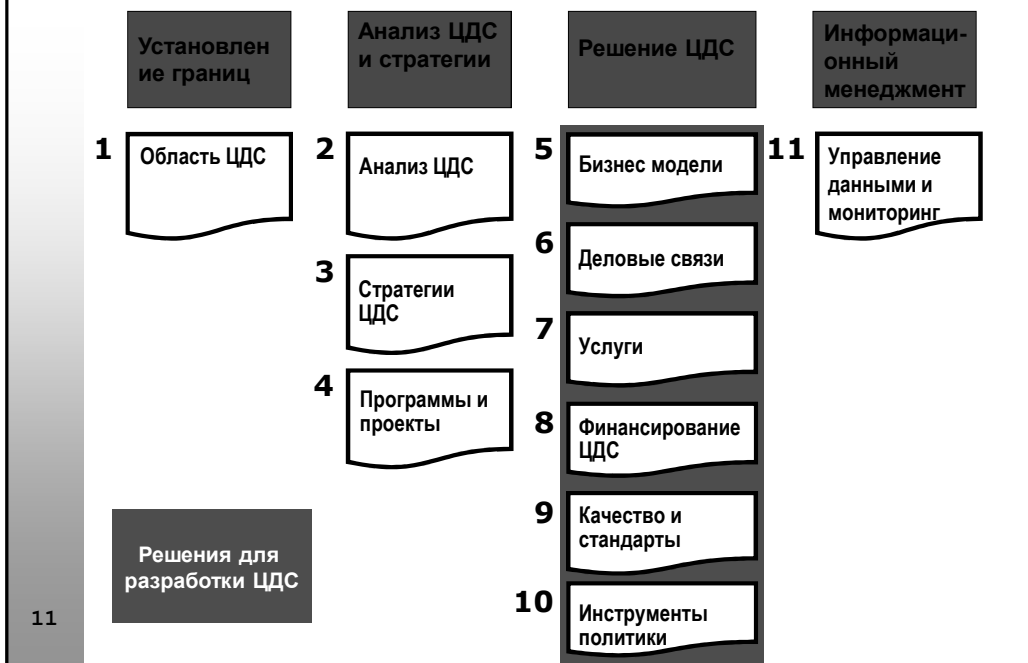 Установлен
ие границ
Анализ ЦДС
и стратегии
Решение ЦДС
Информаци-
онный
менеджмент
1
Область ЦДС
2
Анализ ЦДС
3
Стратегии
ЦДС
4
Программы и
проекты
5
Бизнес модели
6
Деловые связи
7
Услуги
8
Финансирование
ЦДС
9
Качество и
стандарты
10
Инструменты
политики
11
Управление
данными и
мониторинг
Решения для
разработки ЦДС
11